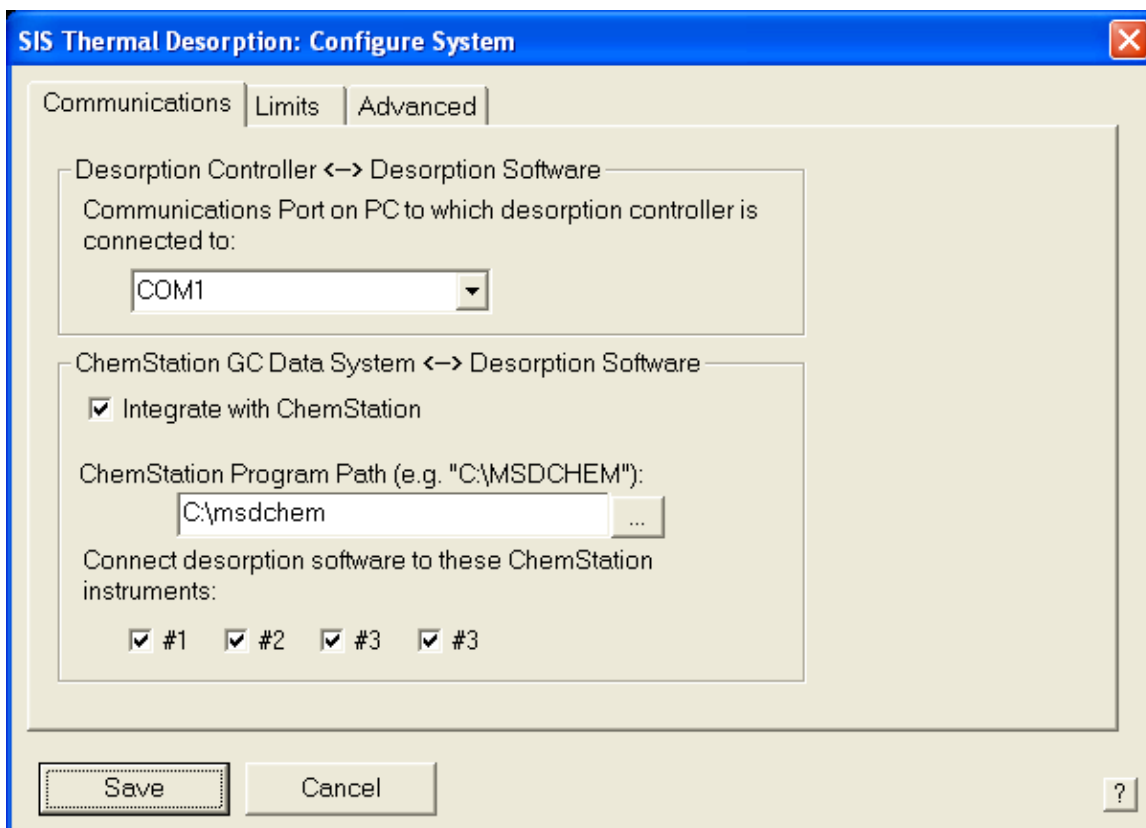 SIS Thermal Desorption: Configure System
Communications Limits Advanced
Desorption Controller <-> Desorption Software
Communications Port on PC to which desorption controller is
connected to:
COM1
ChemStation GC Data System <-> Desorption Software
Integrate with ChemStation
ChemStation Program Path (e.g. "C:\MSDCHEM"):
C:\msdchem
...
Connect desorption software to these ChemStation
instruments:
#1 #2 #3 #3
Save Cancel ?